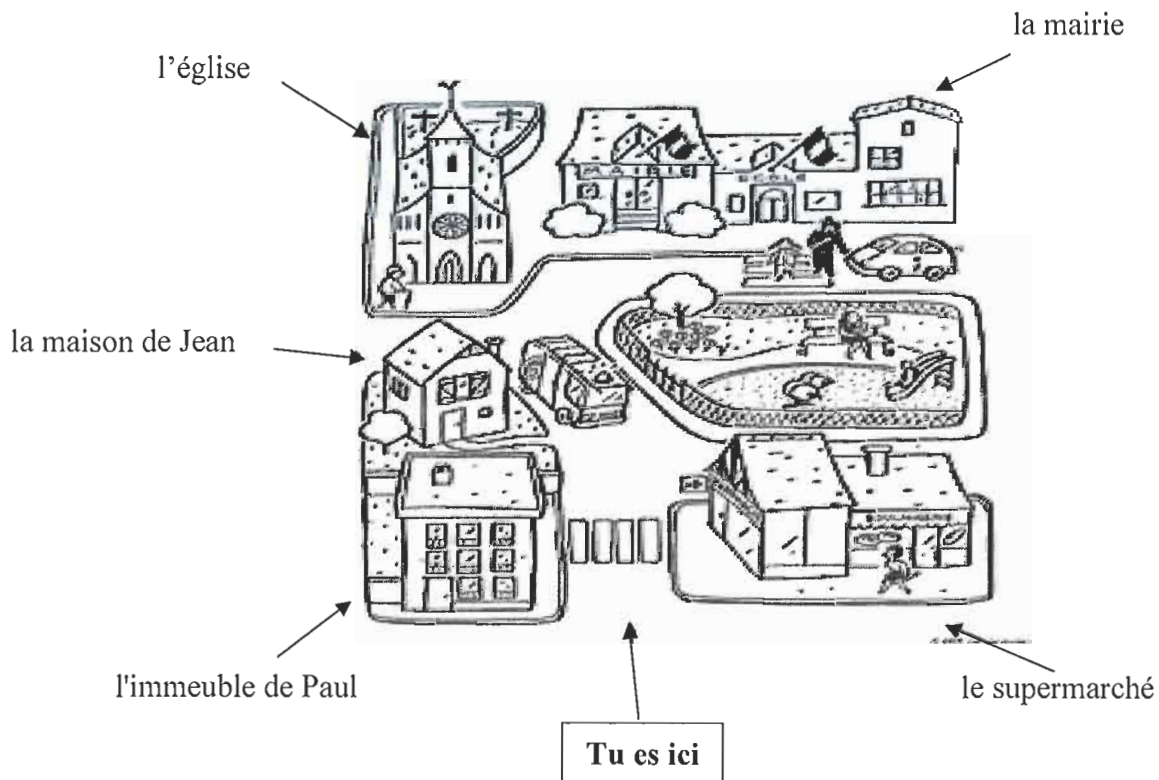 la mairie
l'église
MAIRIE
ECOLE
la maison de Jean
l'immeuble de Paul
le supermarché
Tu es ici